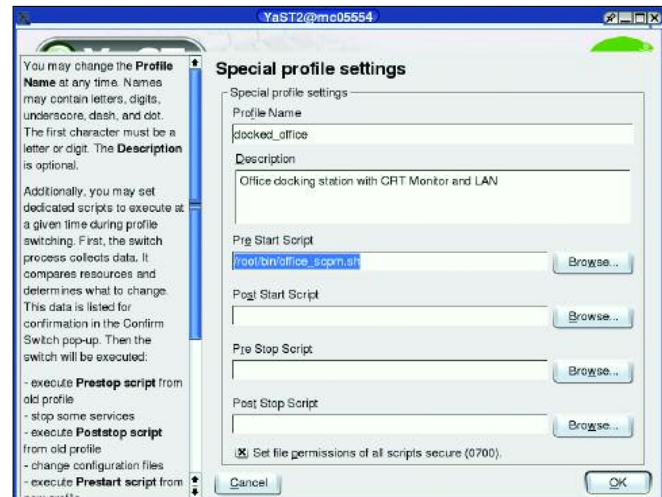 YaST2@mc05554
YaST
You may change the Profile
Name at any time. Names
may contain letters, digits,
underscore, dash, and dot.
The first character must be a
letter or digit. The Description
is optional.
Additionally, you may set
dedicated scripts to execute at
a given time during profile
switching. First, the switch
process collects data. It
compares resources and
determines what to change.
This data is listed for
confirmation in the Confirm
Switch pop-up. Then the
switch will be executed:
- execute Prestop script from
old profile
- stop some services
- execute Poststop script
from old profile
- change configuration files
- execute Prestart script from
new profile
Special profile settings
Special profile settings
Profile Name
docked_office
Description
Office docking station with CRT Monitor and LAN
Pre Start Script
/root/bin/office_scpm.sh
Browse...
Post Start Script
Browse...
Pre Stop Script
Browse...
Post Stop Script
Browse...
Set file permissions of all scripts secure (0700).
Cancel
OK